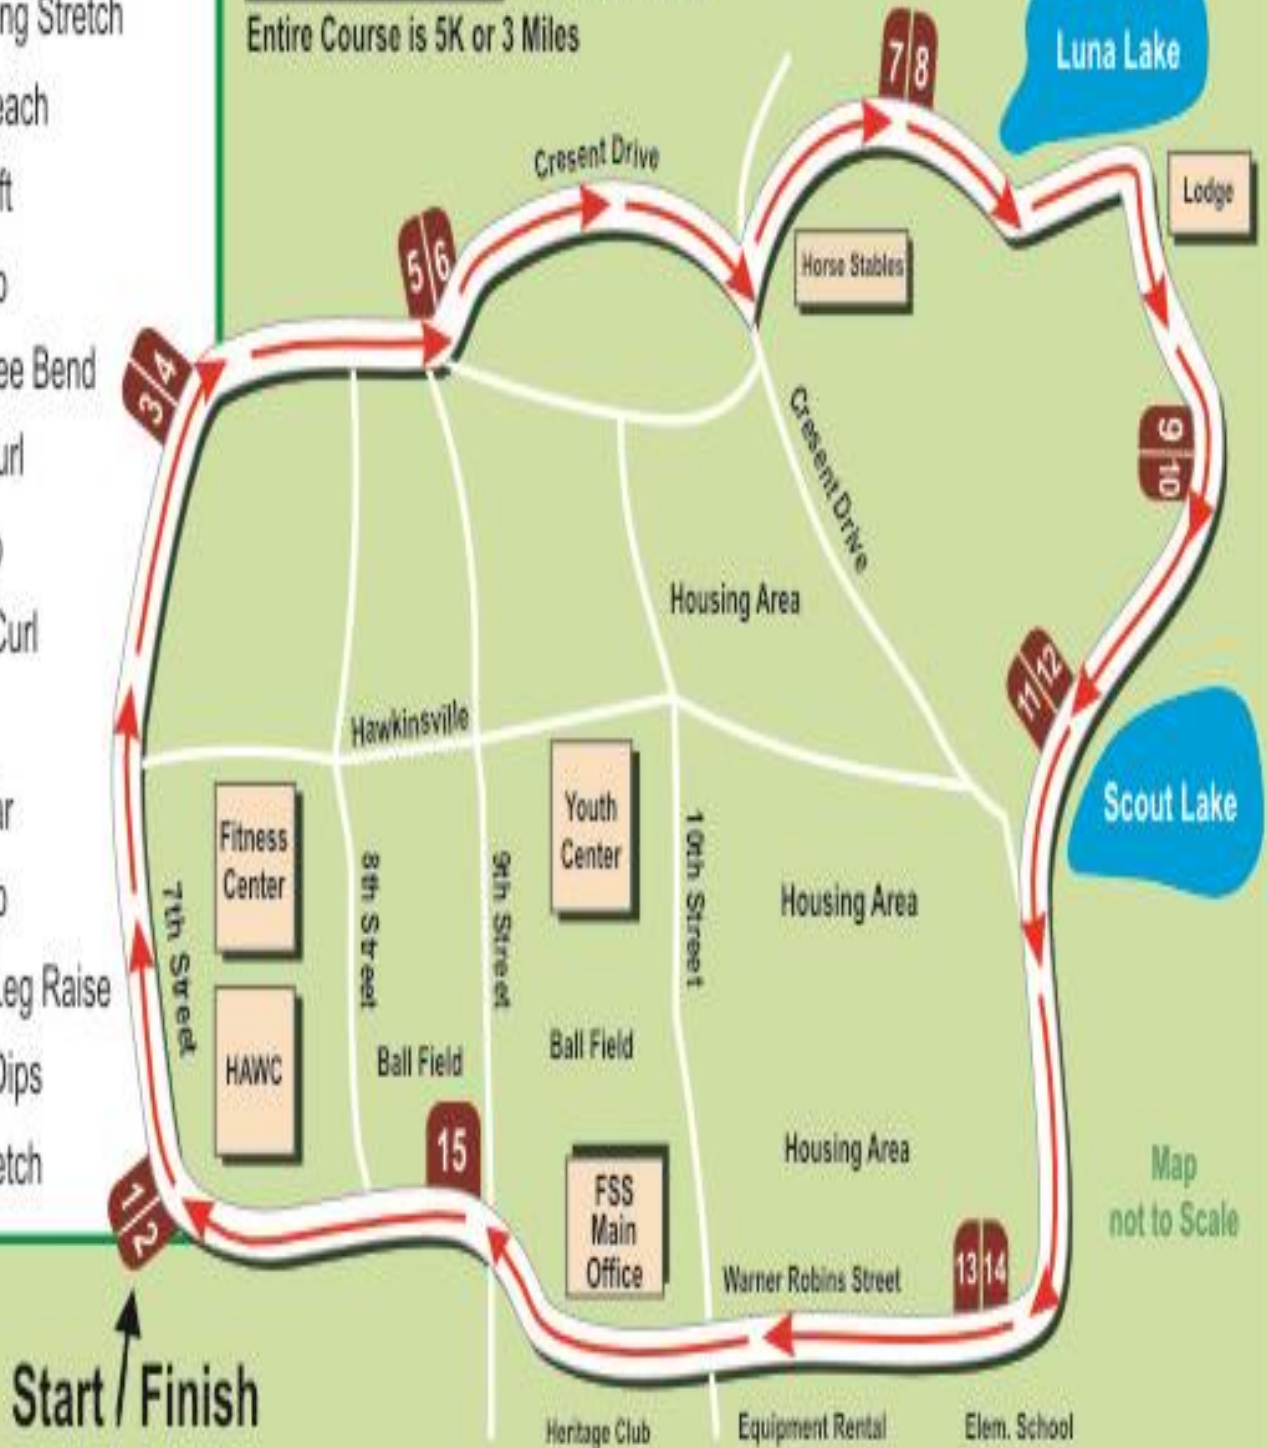 ng Stretch
each
ft
ee Bend
url
Curl
ar
Leg Raise
Dips
etch
Entire Course is 5K or 3 Miles
7 8
Luna Lake
Cresent Drive
Lodge
5 6
Horse Stables
3 4
Cresent Drive
9 10
Housing Area
11 12
Hawkinsville
Scout Lake
Fitness
Center
Youth
Center
7th Street
8th Street
9th Street
10th Street
Housing Area
HAWC
Ball Field
Ball Field
15
Housing Area
FSS
Main
Office
Map
not to Scale
1 2
13 14
Warner Robins Street
Start / Finish
Heritage Club
Equipment Rental
Elem. School